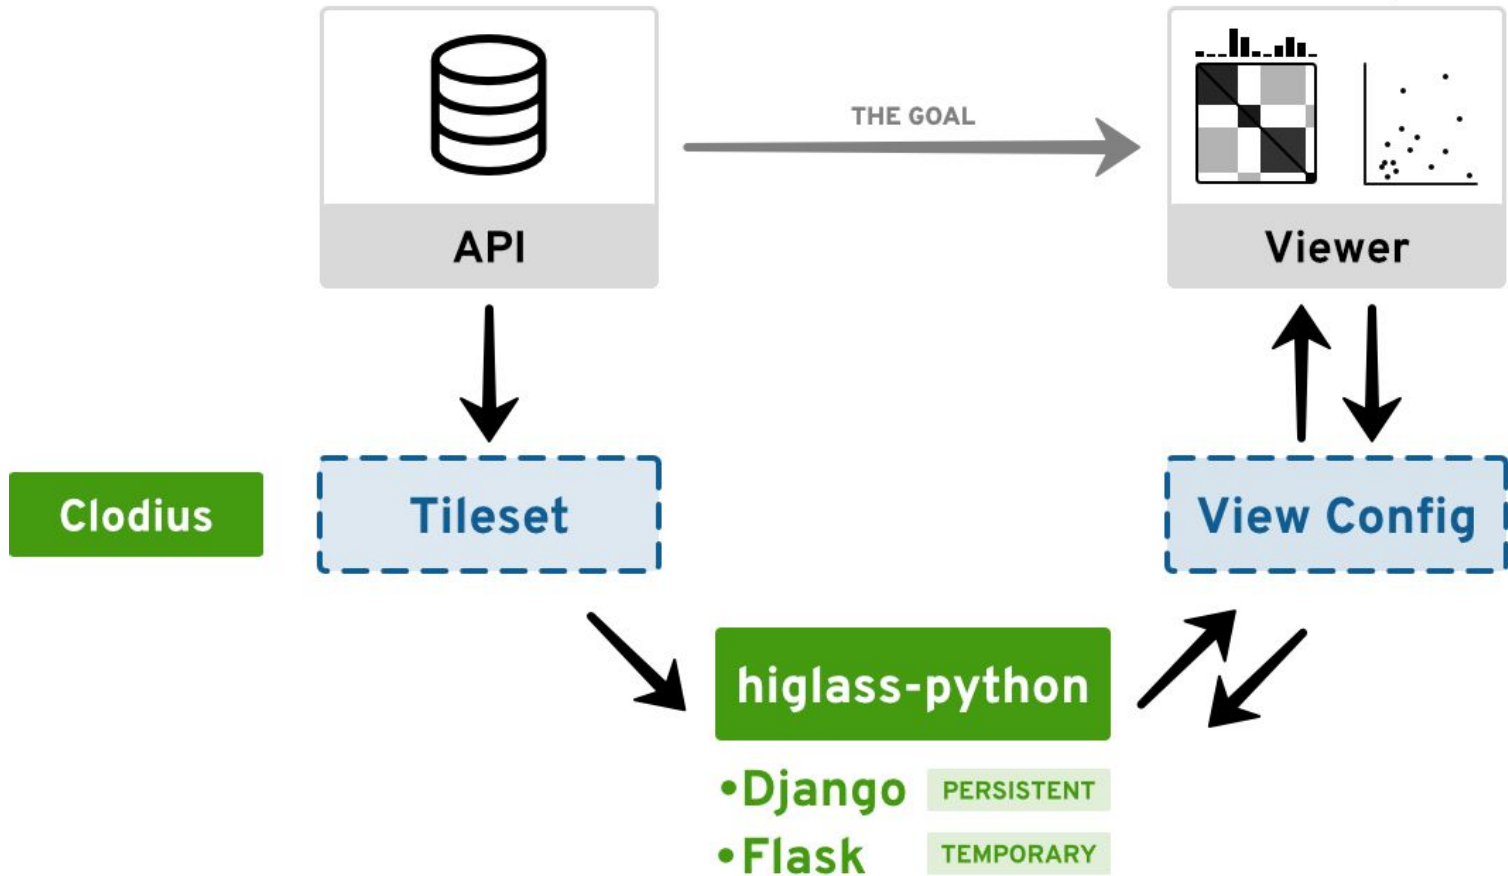 THE GOAL
API
Viewer
Clodius
Tileset
View Config
higlass-python
•Django PERSISTENT
•Flask TEMPORARY